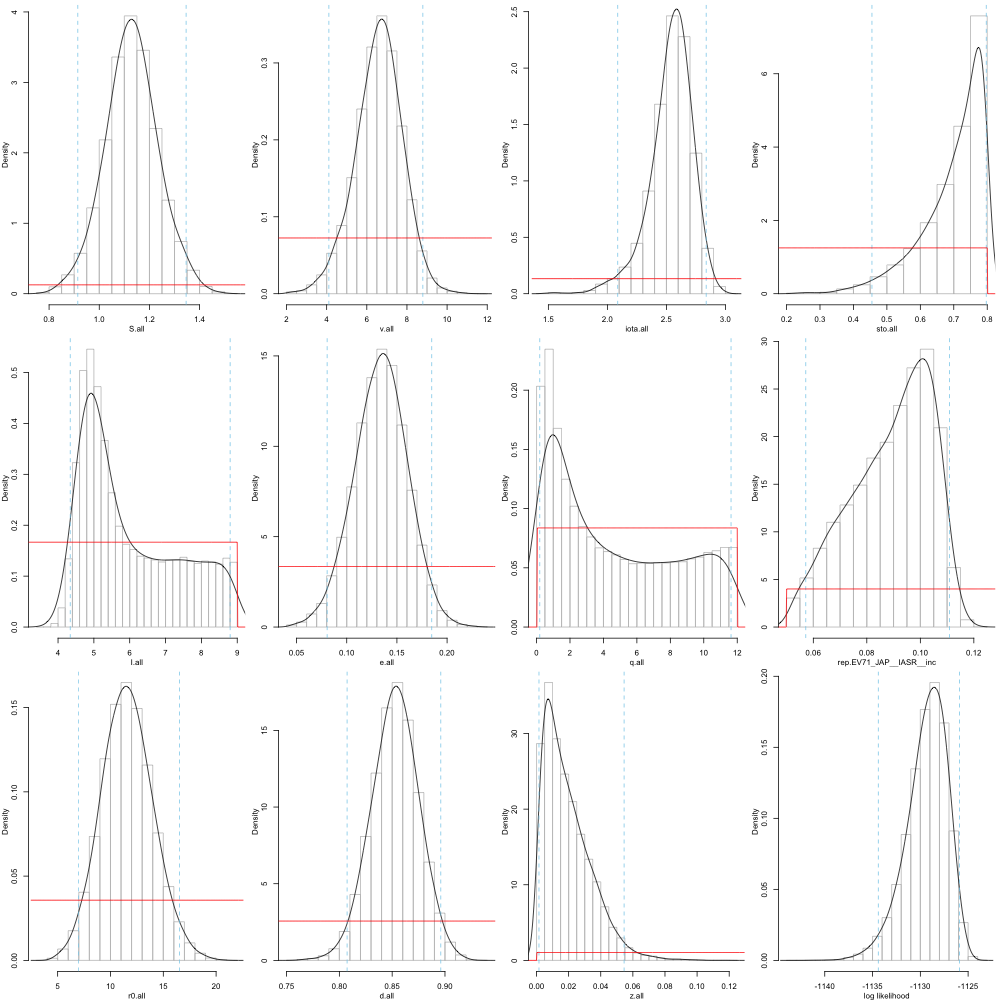 Density
0 1 2 3 4
0.8 1.0 1.2 1.4
S.all
Density
0.0 0.1 0.2 0.3
2 4 6 8 10 12
v.all
Density
0.0 0.5 1.0 1.5 2.0 2.5
1.5 2.0 2.5 3.0
iota.all
Density
0 2 4 6
0.2 0.3 0.4 0.5 0.6 0.7 0.8
sto.all
Density
0.0 0.1 0.2 0.3 0.4 0.5
4 5 6 7 8 9
l.all
Density
0 5 10 15
0.05 0.10 0.15 0.20
e.all
Density
0.00 0.05 0.10 0.15 0.20
0 2 4 6 8 10 12
q.all
Density
0 5 10 15 20 25 30
0.06 0.08 0.10 0.12
rep.EV71_JAP__IASR__inc
Density
0.00 0.05 0.10 0.15
5 10 15 20
r0.all
Density
0 5 10 15
0.75 0.80 0.85 0.90
d.all
Density
0 10 20 30
0.00 0.02 0.04 0.06 0.08 0.10 0.12
z.all
Density
0.00 0.05 0.10 0.15 0.20
-1140 -1135 -1130 -1125
log likelihood